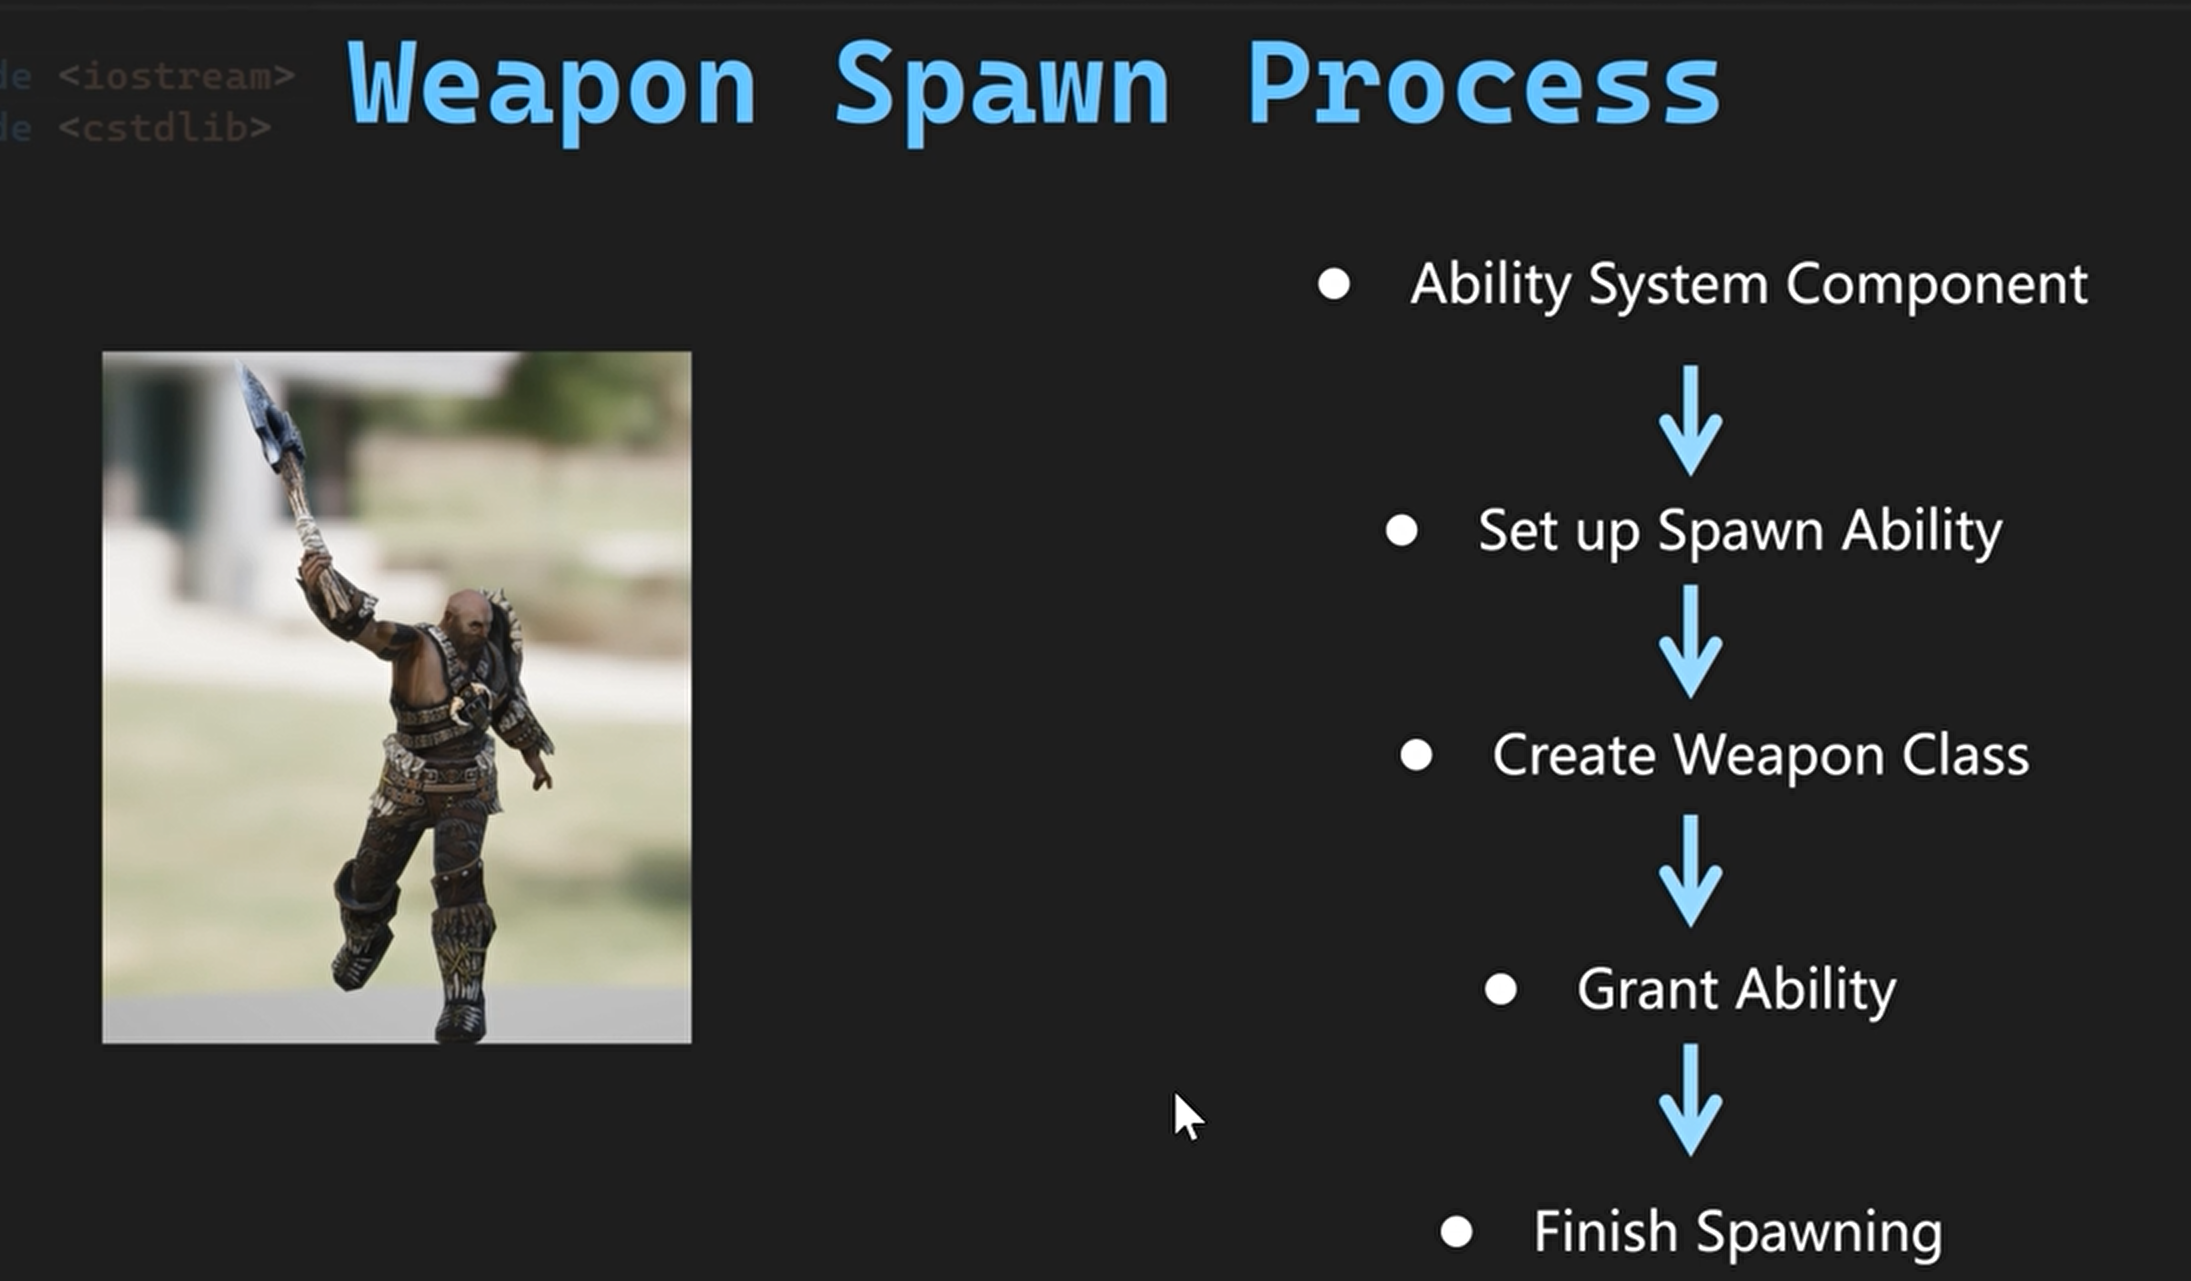 Weapon Spawn Process
de <iostream>
de <cstdlib>
Ability System Component
Set up Spawn Ability
Create Weapon Class
Grant Ability
Finish Spawning